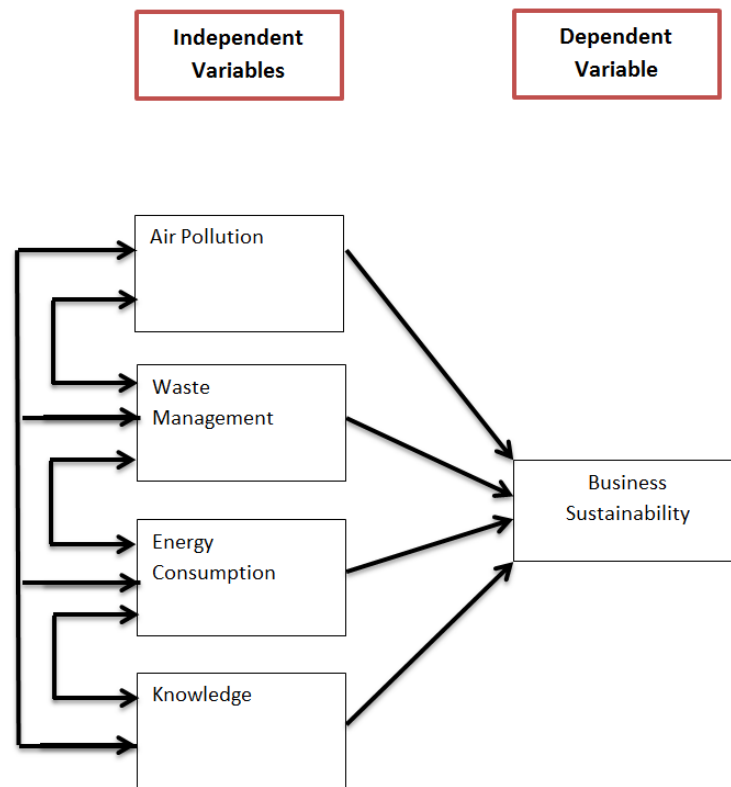 Independent
Variables
Dependent
Variable
Air Pollution
Waste
Management
Energy
Consumption
Knowledge
Business
Sustainability